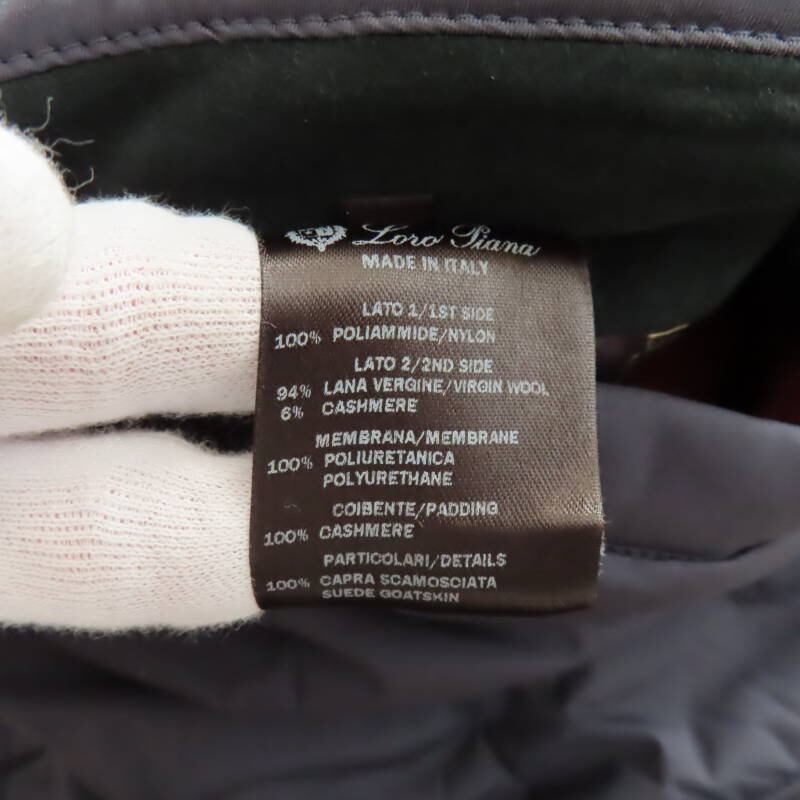 Loro Piana
MADE IN ITALY
LATO 1/1ST SIDE
100% POLIAMMIDE/NYLON
LATO 2/2ND SIDE
94% LANA VERGINE/VIRGIN WOOL
6% CASHMERE
MEMBRANA/MEMBRANE
100% POLIURETANICA
POLYURETHANE
COIBENTE/PADDING
100% CASHMERE
PARTICOLARI/DETAILS
100% CAPRA SCAMOSCIATA
SUEDE GOATSKIN